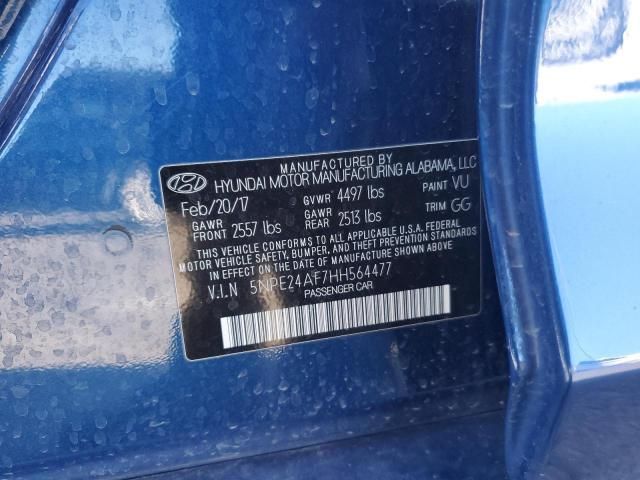 MANUFACTURED BY
HYUNDAI MOTOR MANUFACTURING ALABAMA, LLC
Feb/20/17 GVWR 4497 lbs PAINT VU
GAWR FRONT 2557 lbs GAWR REAR 2513 lbs TRIM GG
THIS VEHICLE CONFORMS TO ALL APPLICABLE U.S.A. FEDERAL
MOTOR VEHICLE SAFETY, BUMPER, AND THEFT PREVENTION
STANDARDS IN EFFECT ON THE DATE OF MANUFACTURE SHOWN ABOVE.
V.I.N 5NPE24AF7HH564477
PASSENGER CAR